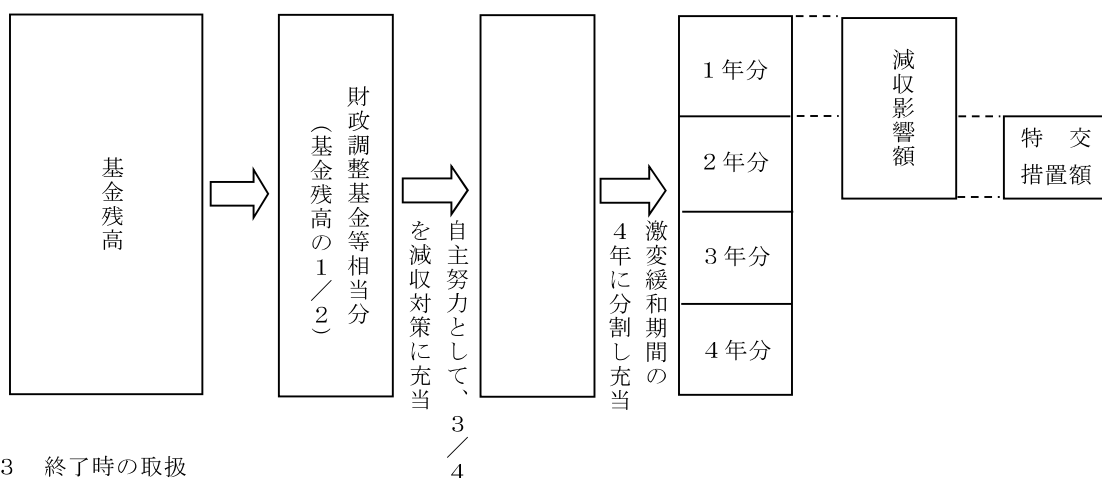 基金残高
財政調整基金等相当分
（基金残高の１／２）
自主努力として、３／４
を減収対策に充当
激変緩和期間の
４年に分割し充当
１年分
２年分
３年分
４年分
減収影響額
特　交
措置額
３　終了時の取扱